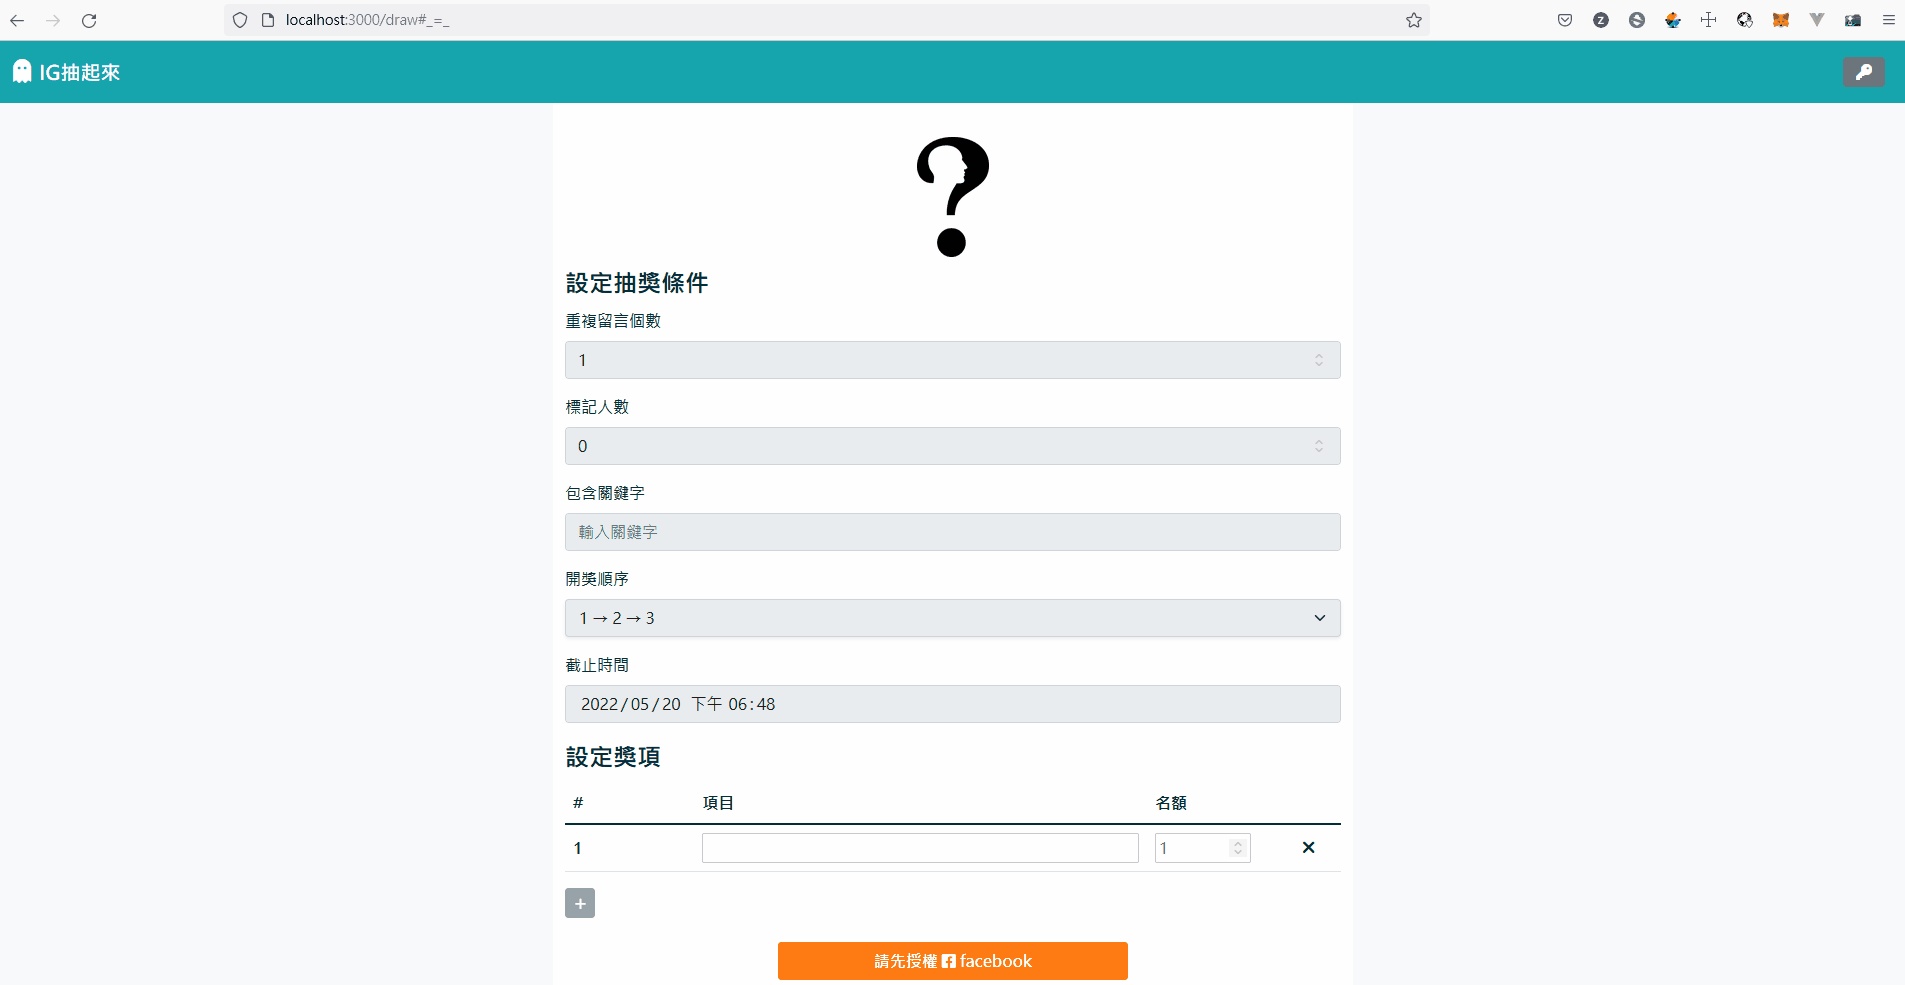 localhost:3000/draw#_=_
IG抽起來
設定抽獎條件
重複留言個數
1
標記人數
0
包含關鍵字
輸入關鍵字
開獎順序
1 → 2 → 3
截止時間
2022/05/20 下午 06:48
設定獎項
# 項目 名額
1 1
+
請先授權 facebook